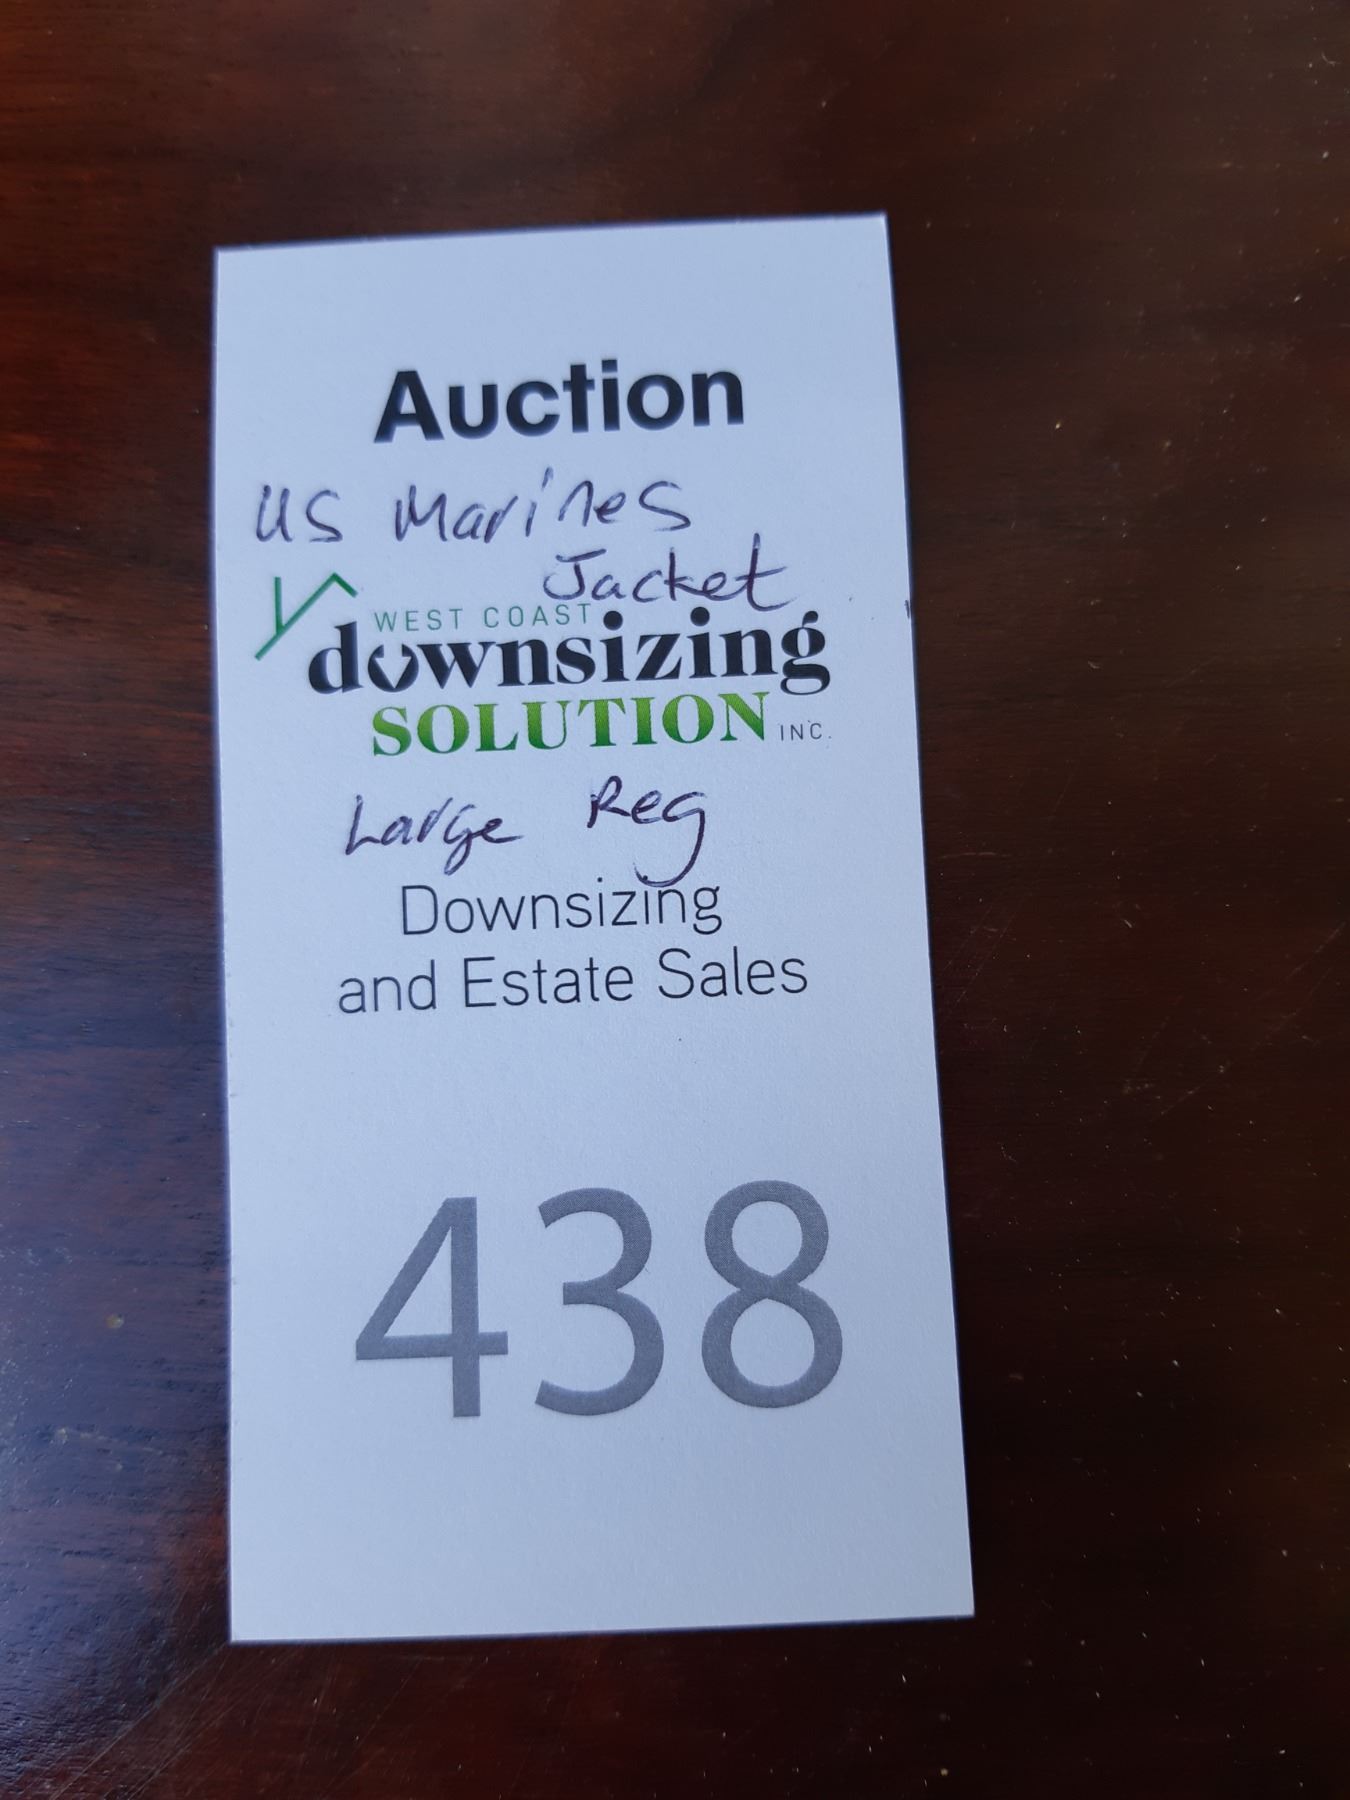 Auction
US Marines
Jacket
WEST COAST
downsizing
SOLUTION INC.
Large Reg
Downsizing
and Estate Sales
438